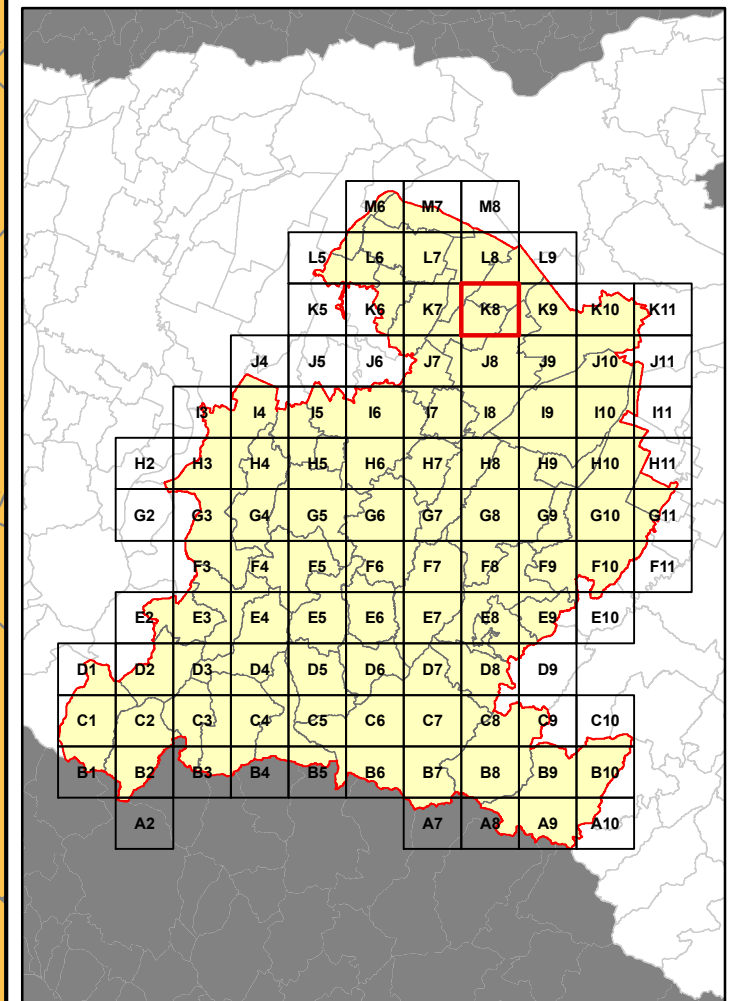 M6 M7 M8
L5 L6 L7 L8 L9
K5 K6 K7 K8 K9 K10 K11
J4 J5 J6 J7 J8 J9 J10 J11
I3 I4 I5 I6 I7 I8 I9 I10 I11
H2 H3 H4 H5 H6 H7 H8 H9 H10 H11
G2 G3 G4 G5 G6 G7 G8 G9 G10 G11
F3 F4 F5 F6 F7 F8 F9 F10 F11
E2 E3 E4 E5 E6 E7 E8 E9 E10
D1 D2 D3 D4 D5 D6 D7 D8 D9
C1 C2 C3 C4 C5 C6 C7 C8 C9 C10
B1 B2 B3 B4 B5 B6 B7 B8 B9 B10
A2 A7 A8 A9 A10